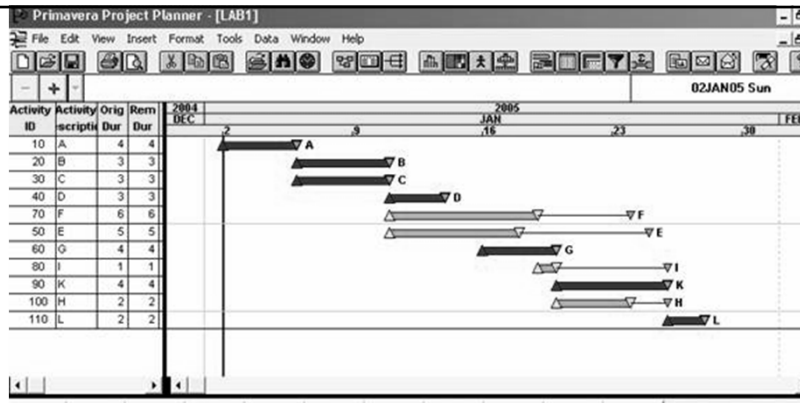 Primavera Project Planner - [LAB1]
File Edit View Insert Format Tools Data Window Help
02JAN05 Sun
Activity ID Activity escripti Orig Dur Rem Dur
2004 2005
DEC JAN FE
2 9 16 23 30
10 A 4 4 A
20 B 3 3 B
30 C 3 3 C
40 D 3 3 D
70 F 6 6 F
50 E 5 5 E
60 G 4 4 G
80 I 1 1 I
90 K 4 4 K
100 H 2 2 H
110 L 2 2 L